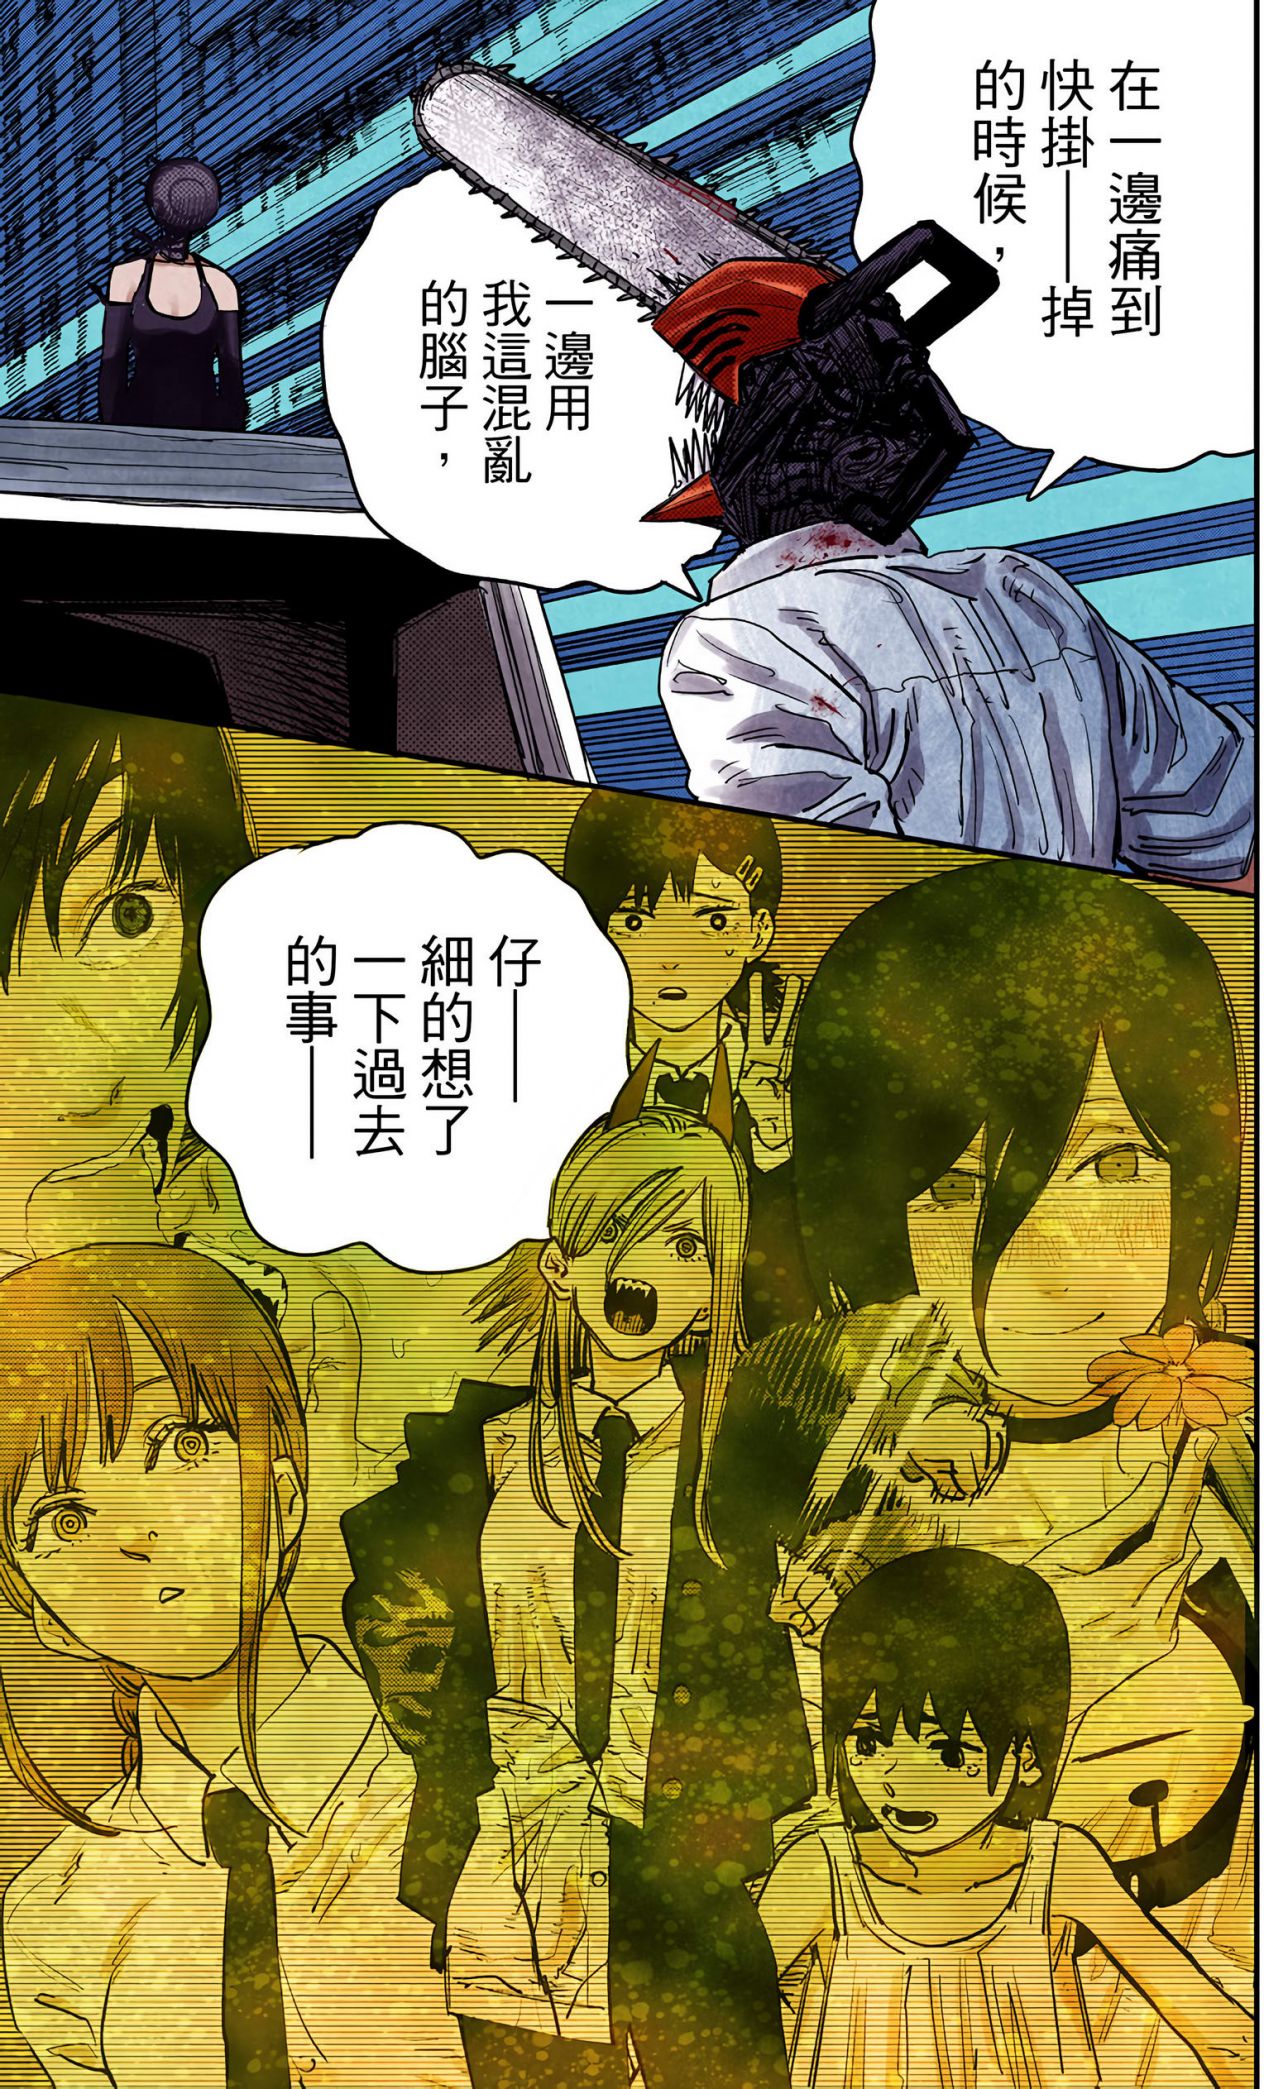 在一邊痛到
快掛——掉
的時候，
一邊用
我這混亂
的腦子，
仔——
細的想了
一下過去
的事——